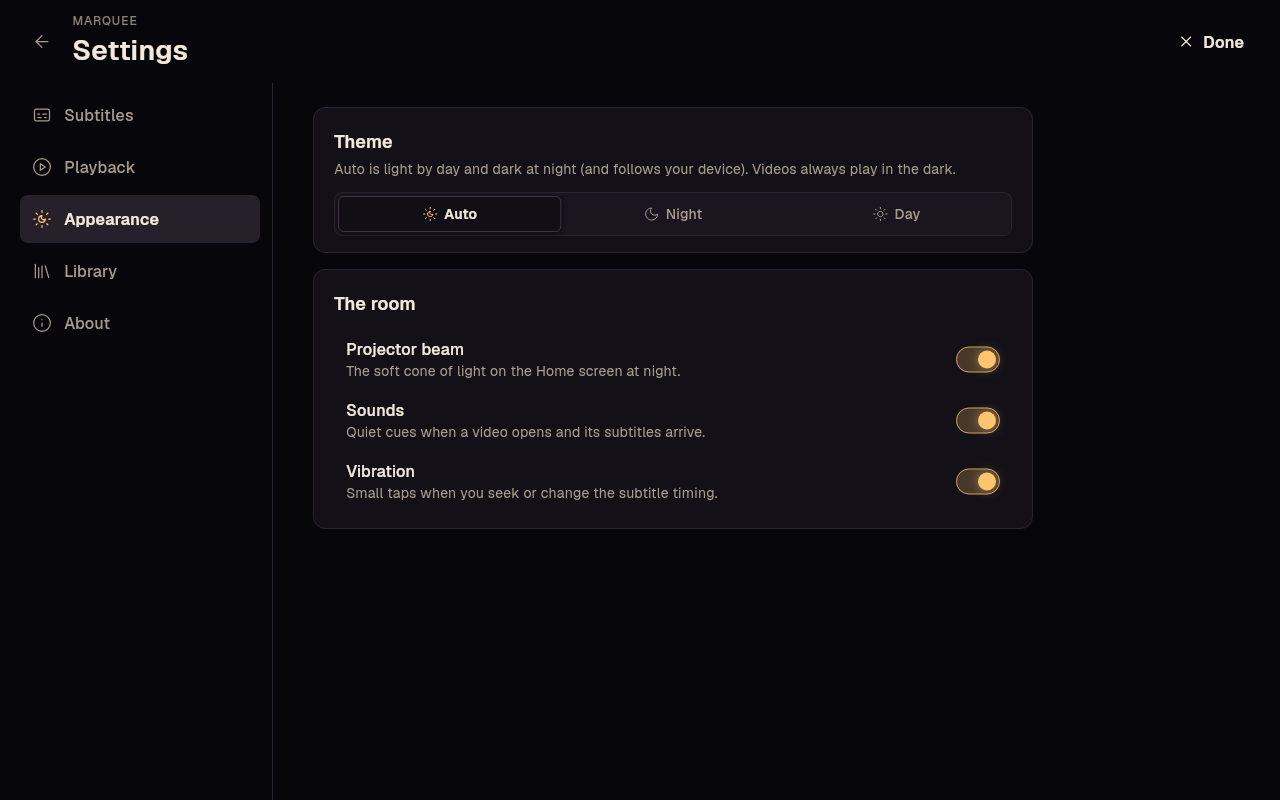 MARQUEE
Settings
Done
Subtitles
Playback
Appearance
Library
About
Theme
Auto is light by day and dark at night (and follows your device). Videos always play in the dark.
Auto
Night
Day
The room
Projector beam
The soft cone of light on the Home screen at night.
Sounds
Quiet cues when a video opens and its subtitles arrive.
Vibration
Small taps when you seek or change the subtitle timing.